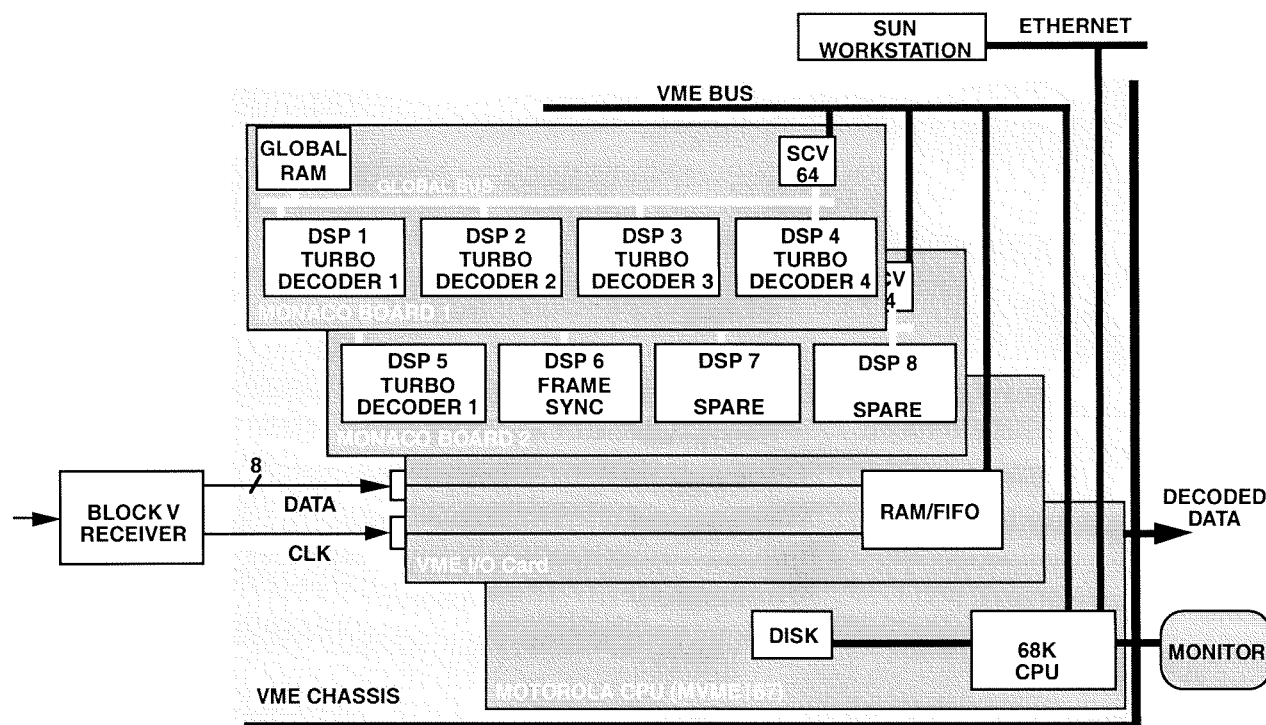 SUN
WORKSTATION
ETHERNET
VME BUS
GLOBAL
RAM
SCV
64
GLOBAL BUS
DSP 1
TURBO
DECODER 1
DSP 2
TURBO
DECODER 2
DSP 3
TURBO
DECODER 3
DSP 4
TURBO
DECODER 4
CV
4
MONACO BOARD 1
DSP 5
TURBO
DECODER 1
DSP 6
FRAME
SYNC
DSP 7
SPARE
DSP 8
SPARE
MONACO BOARD 2
8
DATA
BLOCK V
RECEIVER
CLK
RAM/FIFO
DECODED
DATA
VME I/O Card
DISK
68K
CPU
MONITOR
MOTOROLA CPU (MVME167)
VME CHASSIS